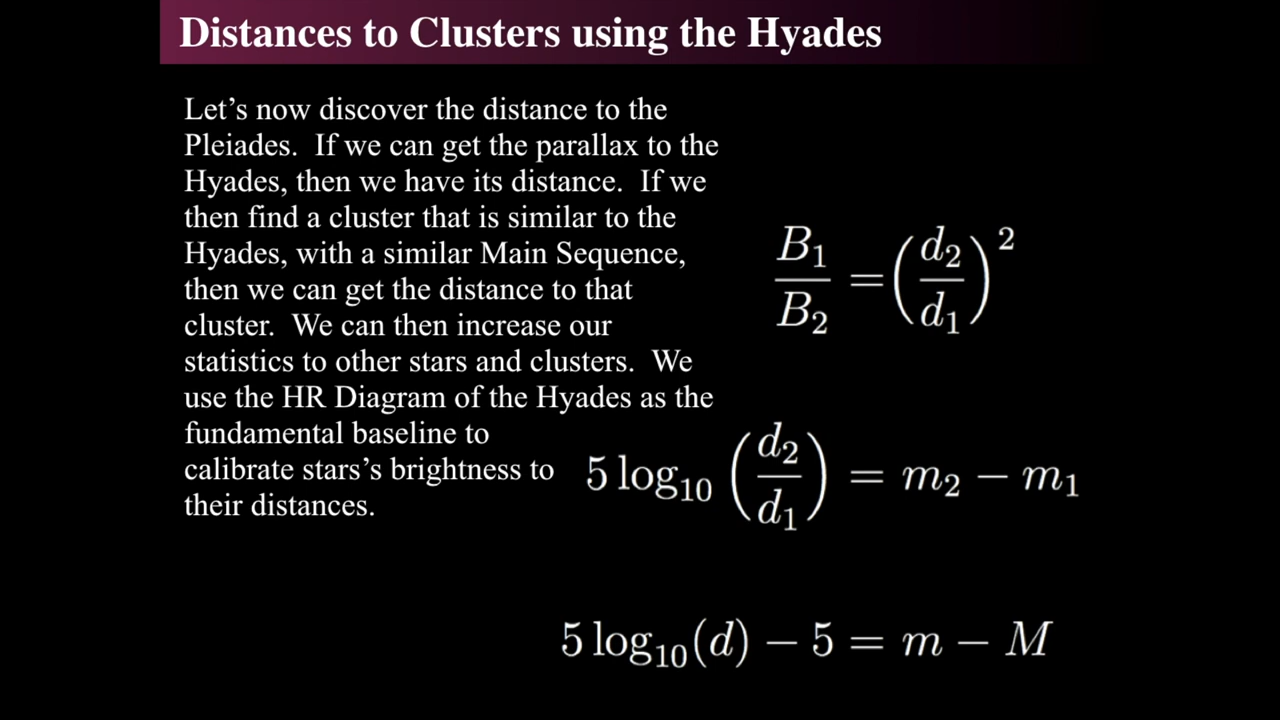 Distances to Clusters using the Hyades
Let’s now discover the distance to the
Pleiades. If we can get the parallax to the
Hyades, then we have its distance. If we
then find a cluster that is similar to the
Hyades, with a similar Main Sequence,
then we can get the distance to that
cluster. We can then increase our
statistics to other stars and clusters. We
use the HR Diagram of the Hyades as the
fundamental baseline to
calibrate stars’s brightness to
their distances.
B₁/B₂ = (d₂/d₁)²
5 log₁₀ (d₂/d₁) = m₂ − m₁
5 log₁₀(d) − 5 = m − M